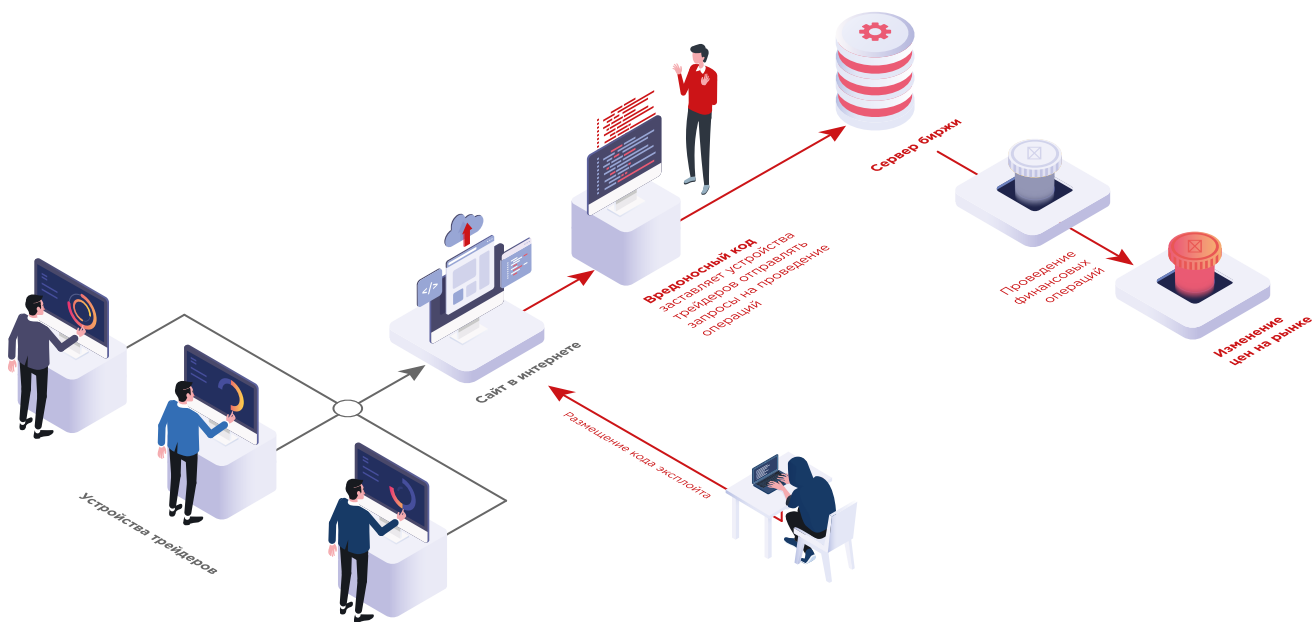 Устройства трейдеров
Сайт в интернете
Размещение кода эксплойта
Вредоносный код
заставляет устройства
трейдеров отправлять
запросы на проведение
операций
Сервер биржи
Проведение
финансовых
операций
Изменение
цен на рынке